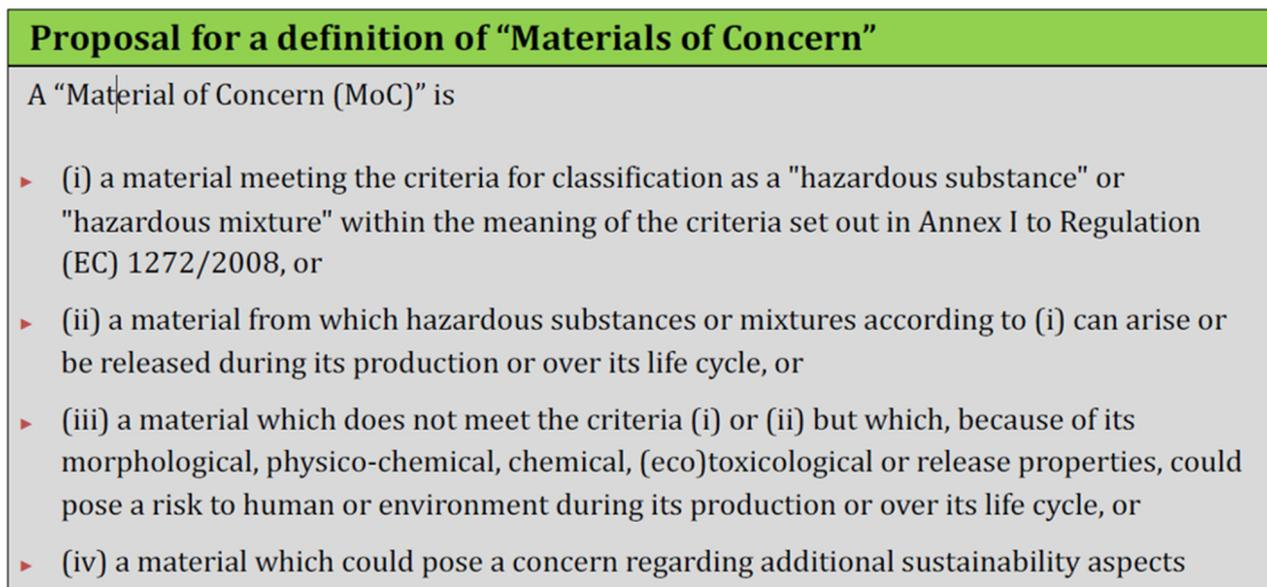 Proposal for a definition of “Materials of Concern”
A “Material of Concern (MoC)” is
(i) a material meeting the criteria for classification as a "hazardous substance" or
"hazardous mixture" within the meaning of the criteria set out in Annex I to Regulation
(EC) 1272/2008, or
(ii) a material from which hazardous substances or mixtures according to (i) can arise or
be released during its production or over its life cycle, or
(iii) a material which does not meet the criteria (i) or (ii) but which, because of its
morphological, physico-chemical, chemical, (eco)toxicological or release properties, could
pose a risk to human or environment during its production or over its life cycle, or
(iv) a material which could pose a concern regarding additional sustainability aspects